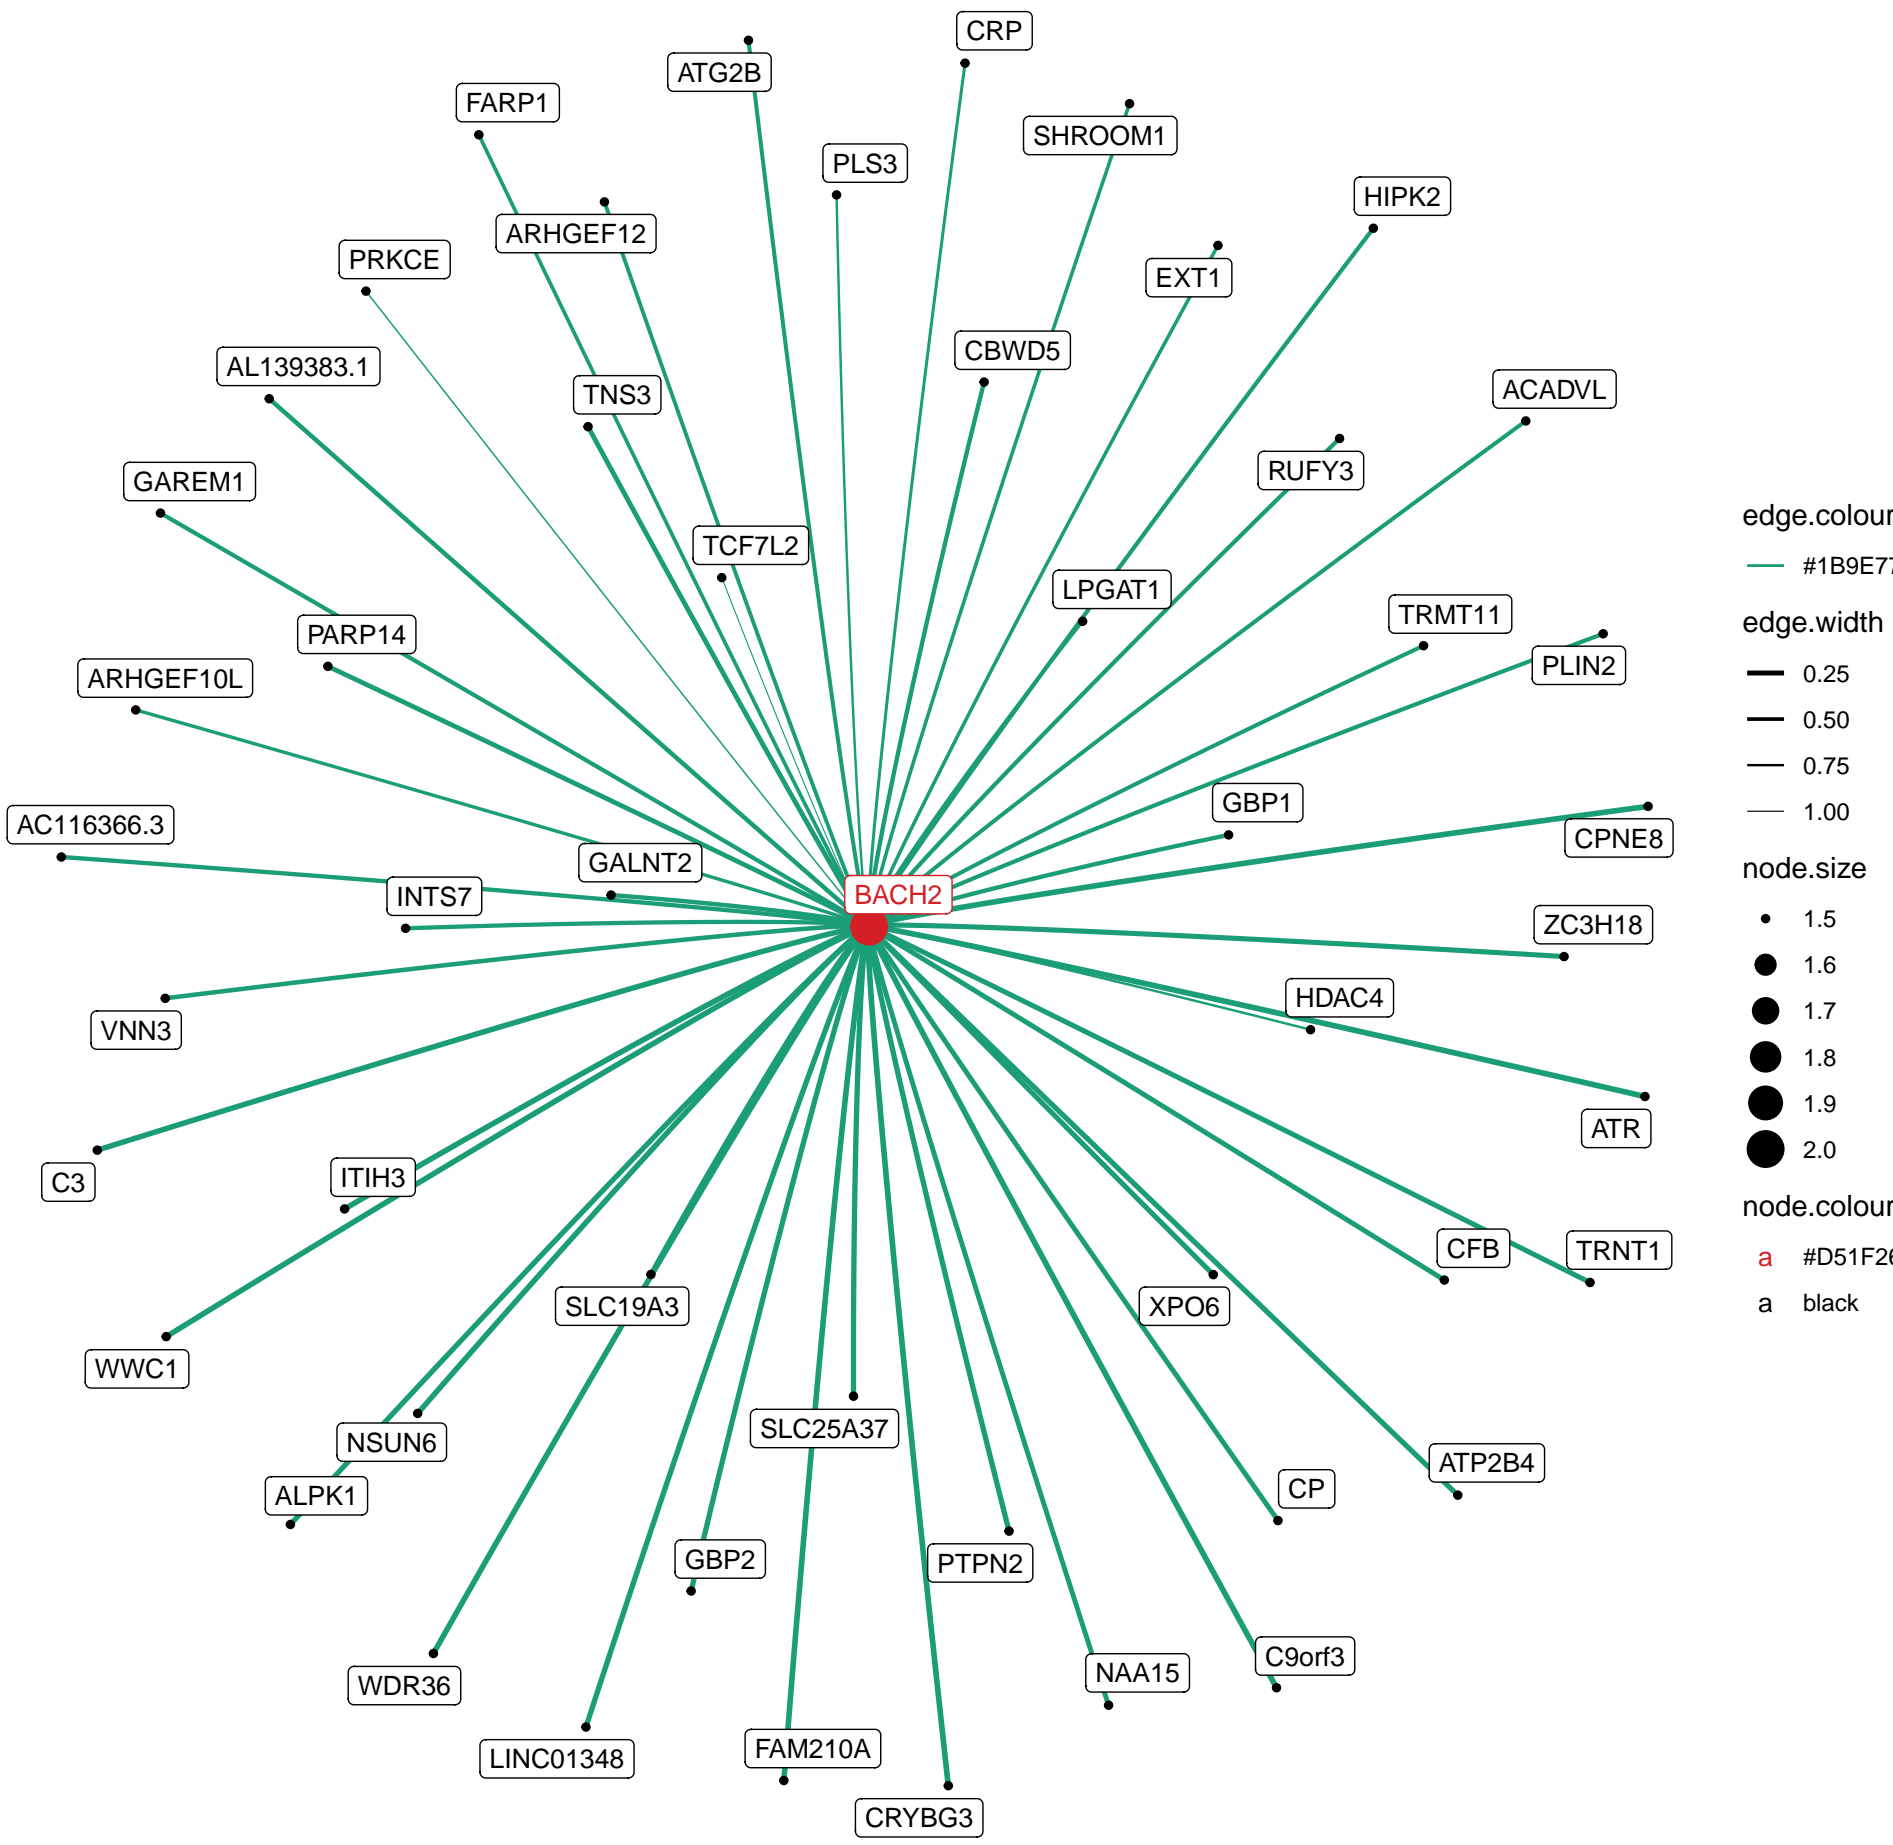 CRP
ATG2B
FARP1
SHROOM1
PLS3
HIPK2
ARHGEF12
PRKCE
EXT1
CBWD5
AL139383.1
ACADVL
TNS3
RUFY3
GAREM1
TCF7L2
LPGAT1
TRMT11
PARP14
PLIN2
ARHGEF10L
GBP1
AC116366.3
CPNE8
GALNT2
BACH2
INTS7
ZC3H18
HDAC4
VNN3
ATR
ITIH3
C3
CFB
TRNT1
SLC19A3
XPO6
WWC1
SLC25A37
NSUN6
ATP2B4
CP
ALPK1
GBP2
PTPN2
C9orf3
NAA15
WDR36
FAM210A
LINC01348
CRYBG3
edge.colour
#1B9E77
edge.width
0.25
0.50
0.75
1.00
node.size
1.5
1.6
1.7
1.8
1.9
2.0
node.colour
a #D51F26
a black